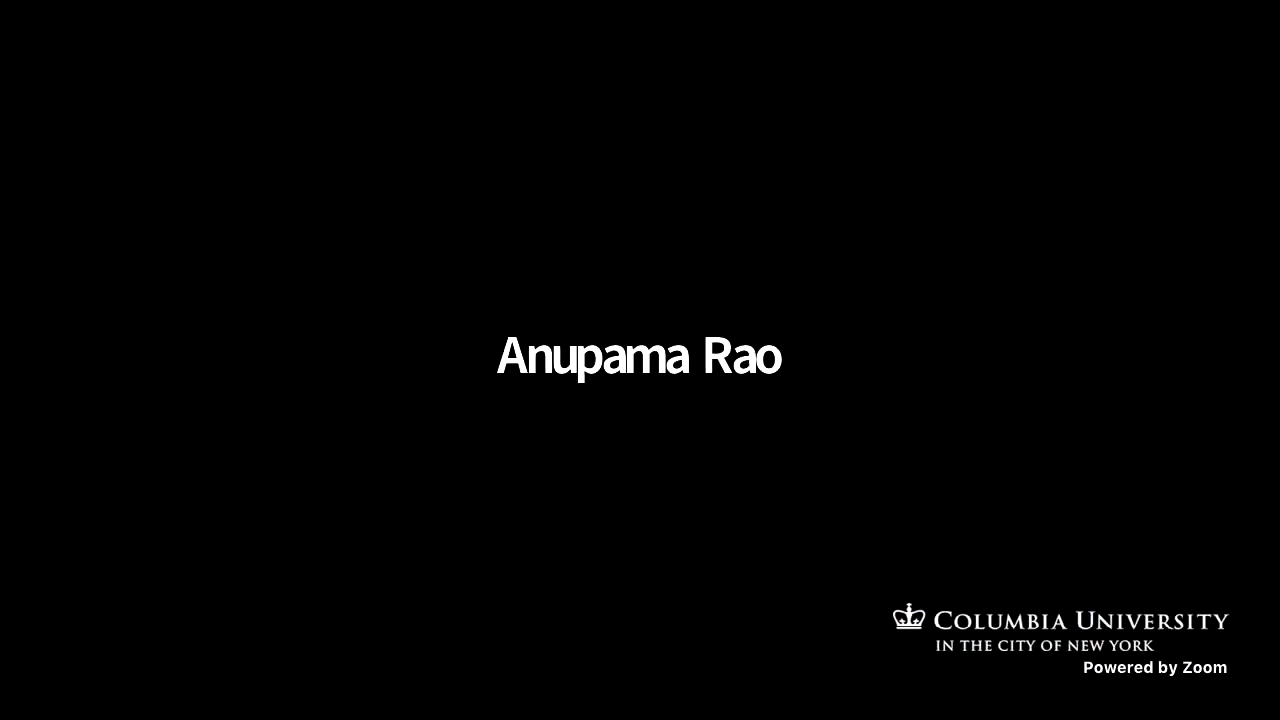 Anupama Rao
COLUMBIA UNIVERSITY
IN THE CITY OF NEW YORK
Powered by Zoom